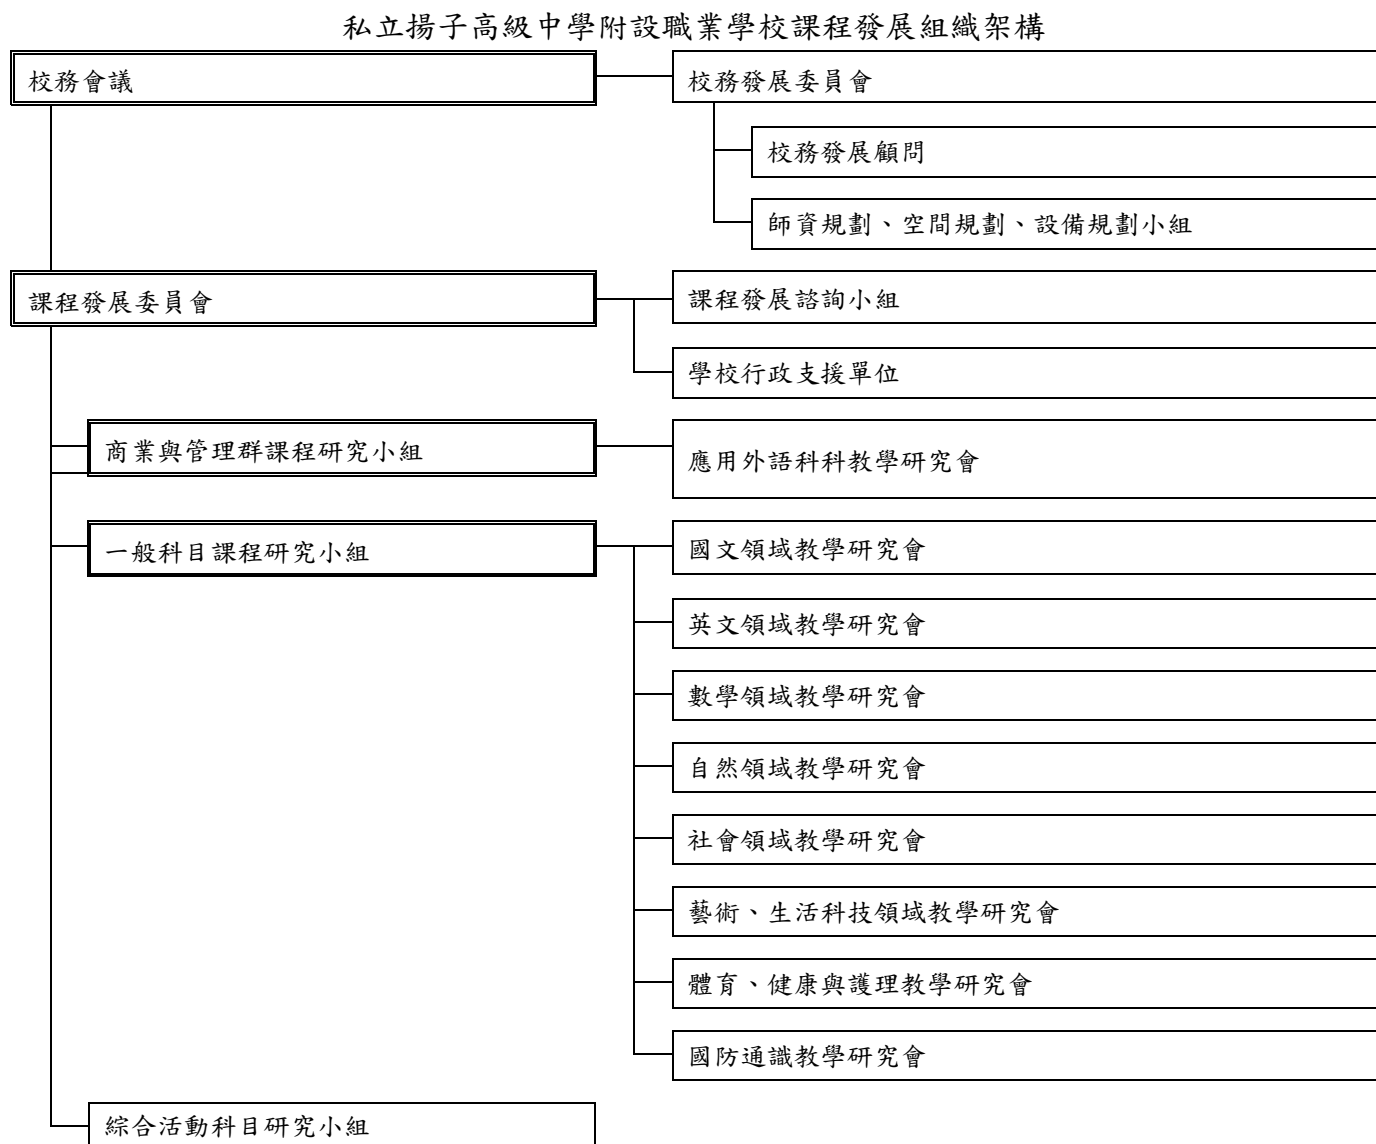 私立揚子高級中學附設職業學校課程發展組織架構
校務會議
校務發展委員會
校務發展顧問
師資規劃、空間規劃、設備規劃小組
課程發展委員會
課程發展諮詢小組
學校行政支援單位
商業與管理群課程研究小組
應用外語科科教學研究會
一般科目課程研究小組
國文領域教學研究會
英文領域教學研究會
數學領域教學研究會
自然領域教學研究會
社會領域教學研究會
藝術、生活科技領域教學研究會
體育、健康與護理教學研究會
國防通識教學研究會
綜合活動科目研究小組